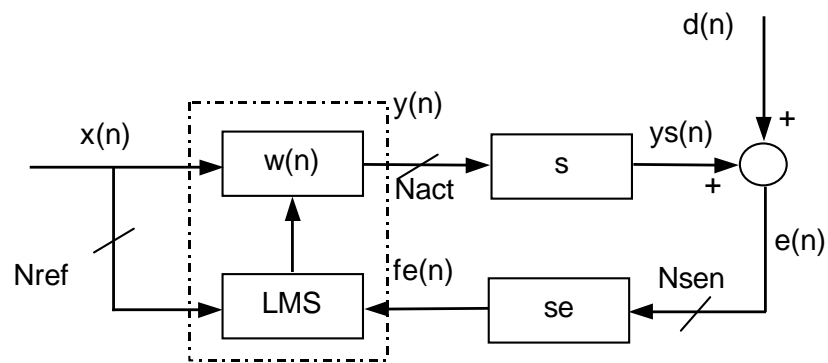 d(n)
x(n)
y(n)
ys(n)
+
w(n)
s
+
Nact
e(n)
Nref
fe(n)
Nsen
LMS
se